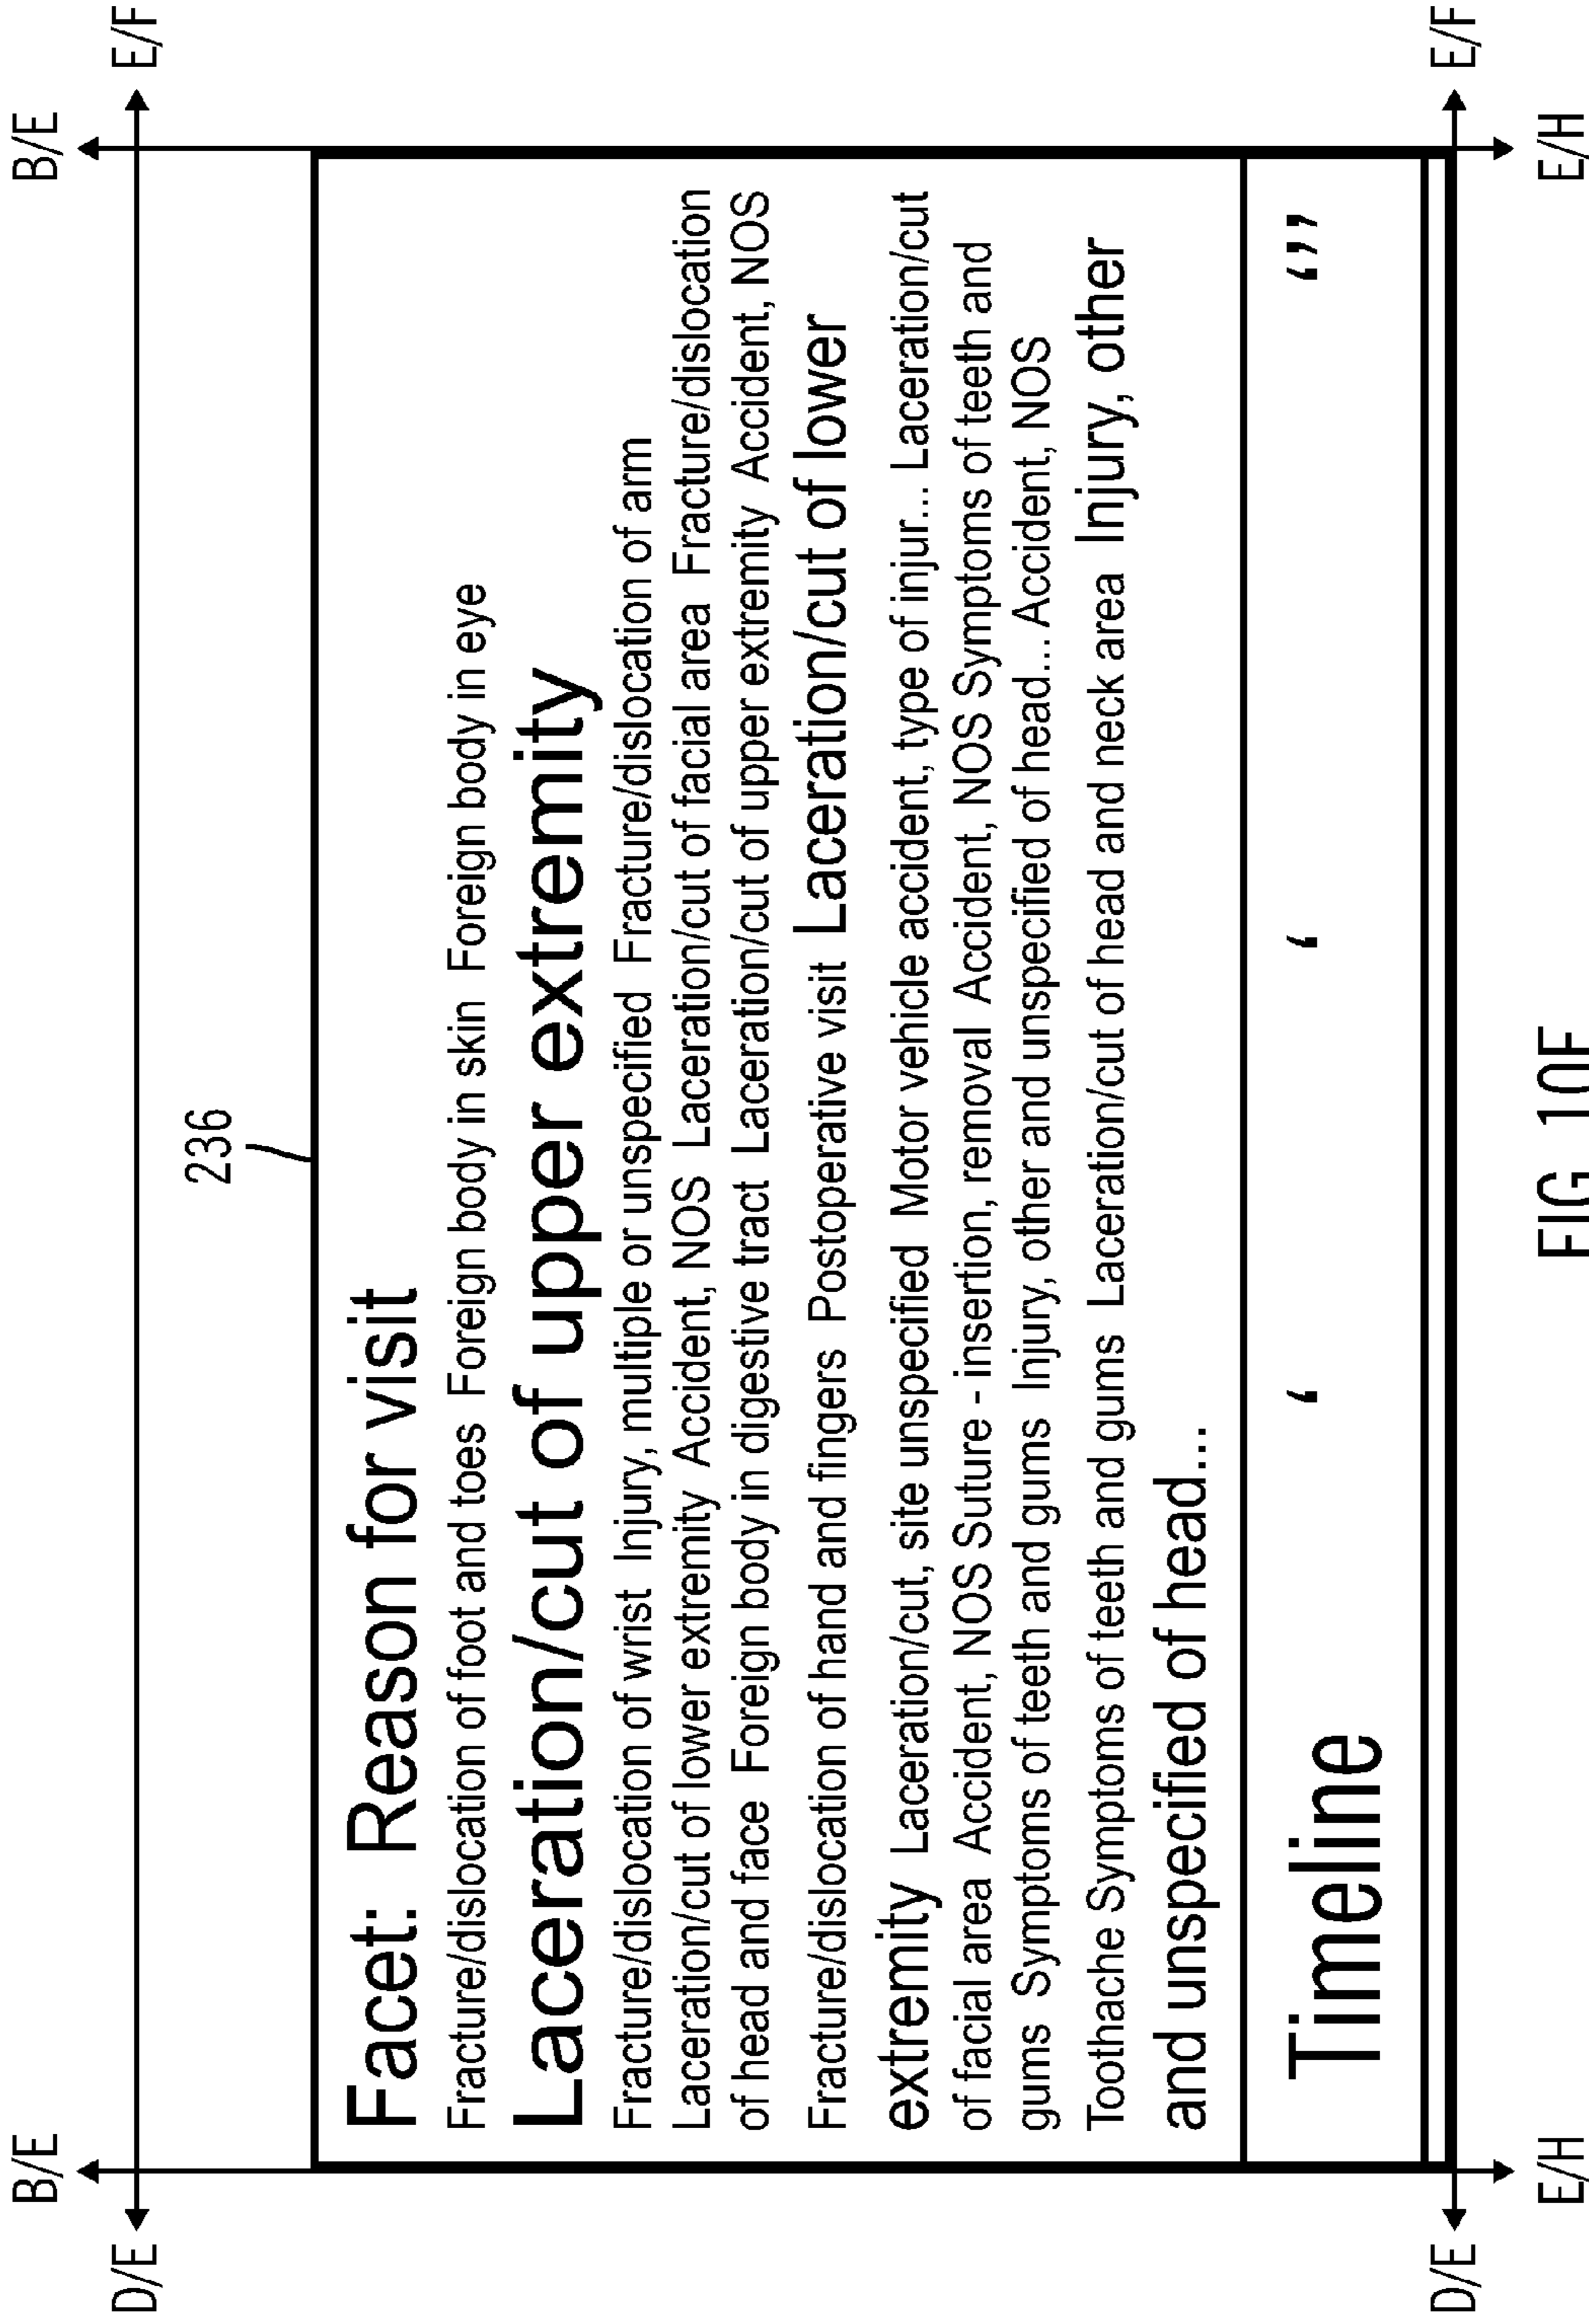 B/E B/E
D/E E/F
236
Facet: Reason for visit
Fracture/dislocation of foot and toes Foreign body in skin Foreign body in eye
Laceration/cut of upper extremity
Fracture/dislocation of wrist Injury, multiple or unspecified Fracture/dislocation of arm
Laceration/cut of lower extremity Accident, NOS Laceration/cut of facial area Fracture/dislocation
of head and face Foreign body in digestive tract Laceration/cut of upper extremity Accident, NOS
Fracture/dislocation of hand and fingers Postoperative visit Laceration/cut of lower
extremity Laceration/cut, site unspecified Motor vehicle accident, type of injur... Laceration/cut
of facial area Accident, NOS Suture - insertion, removal Accident, NOS Symptoms of teeth and
gums Symptoms of teeth and gums Injury, other and unspecified of head... Accident, NOS
Toothache Symptoms of teeth and gums Laceration/cut of head and neck area Injury, other
and unspecified of head...
Timeline ‘ ‘ ‘’’
D/E E/F
E/H E/H